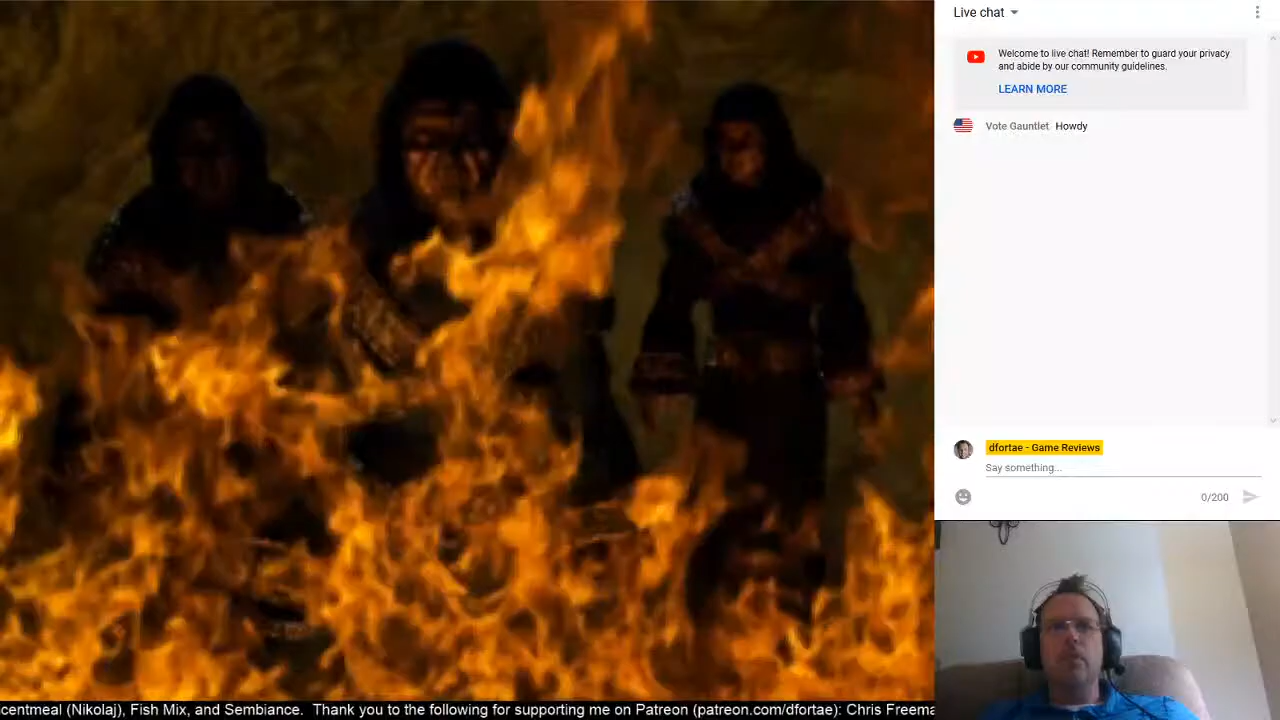 Live chat
Welcome to live chat! Remember to guard your privacy
and abide by our community guidelines.
LEARN MORE
Vote Gauntlet Howdy
dfortae - Game Reviews
Say something...
0/200
centmeal (Nikolaj), Fish Mix, and Sembiance. Thank you to the following for supporting me on Patreon (patreon.com/dfortae): Chris Freema